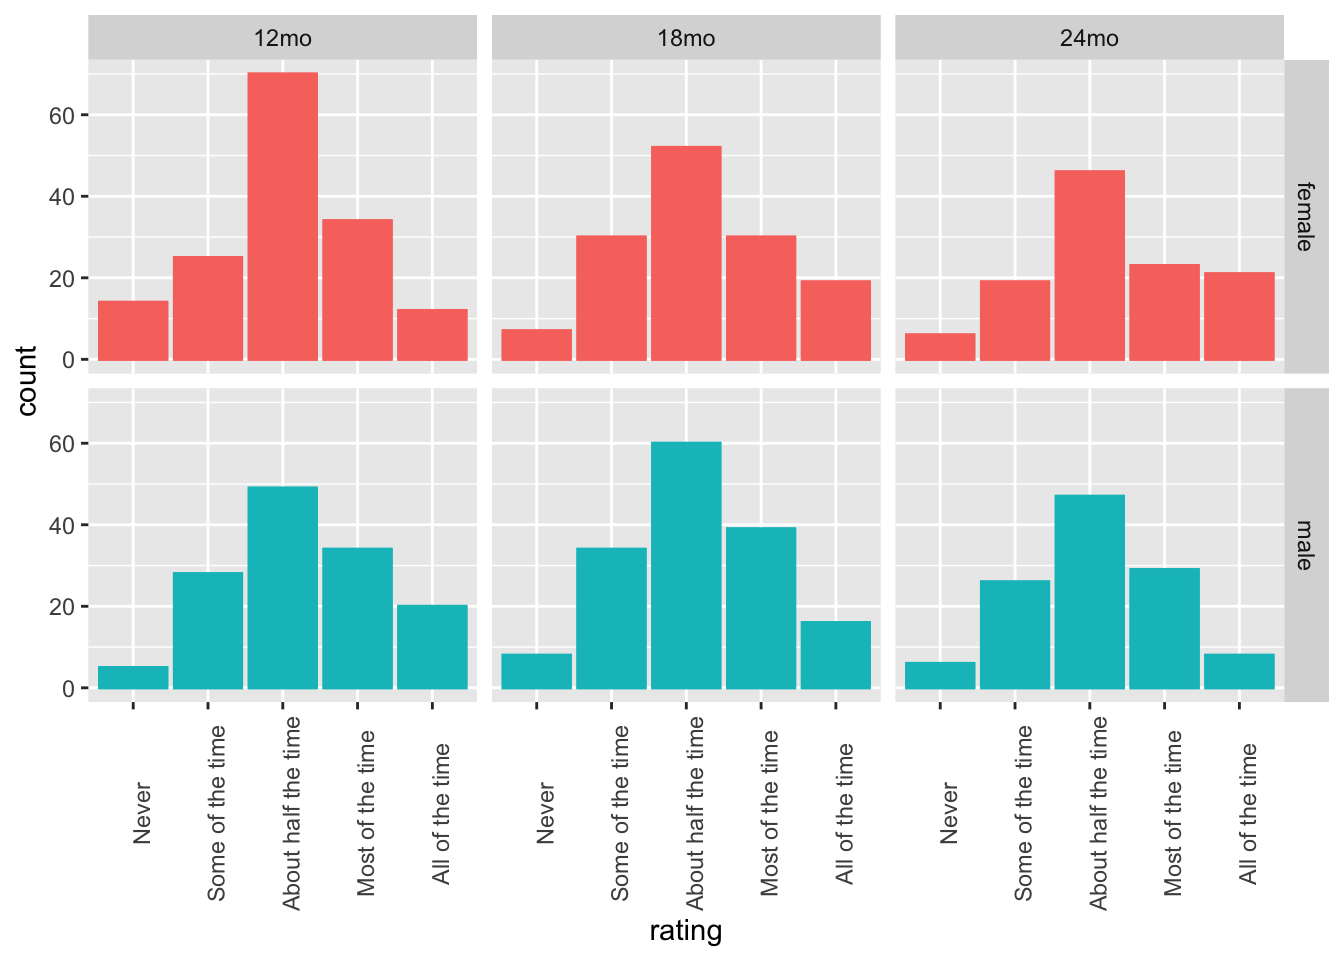 12mo 18mo 24mo
60
40
20
0
female
count
60
40
20
0
male
Never Some of the time About half the time Most of the time All of the time Never Some of the time About half the time Most of the time All of the time Never Some of the time About half the time Most of the time All of the time
rating